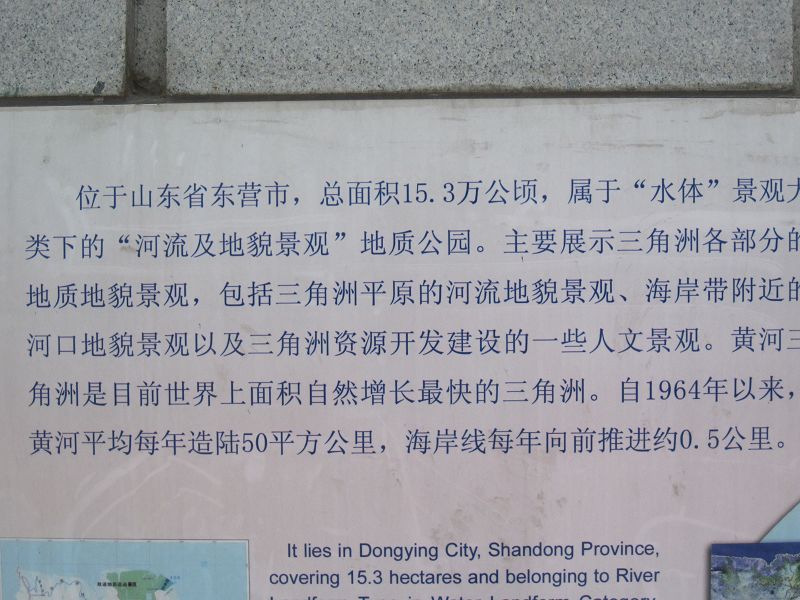 位于山东省东营市，总面积15.3万公顷，属于“水体”景观大
类下的“河流及地貌景观”地质公园。主要展示三角洲各部分的
地质地貌景观，包括三角洲平原的河流地貌景观、海岸带附近的
河口地貌景观以及三角洲资源开发建设的一些人文景观。黄河三
角洲是目前世界上面积自然增长最快的三角洲。自1964年以来，
黄河平均每年造陆50平方公里，海岸线每年向前推进约0.5公里。
It lies in Dongying City, Shandong Province,
covering 15.3 hectares and belonging to River
Landform Type in Water Landform Category.